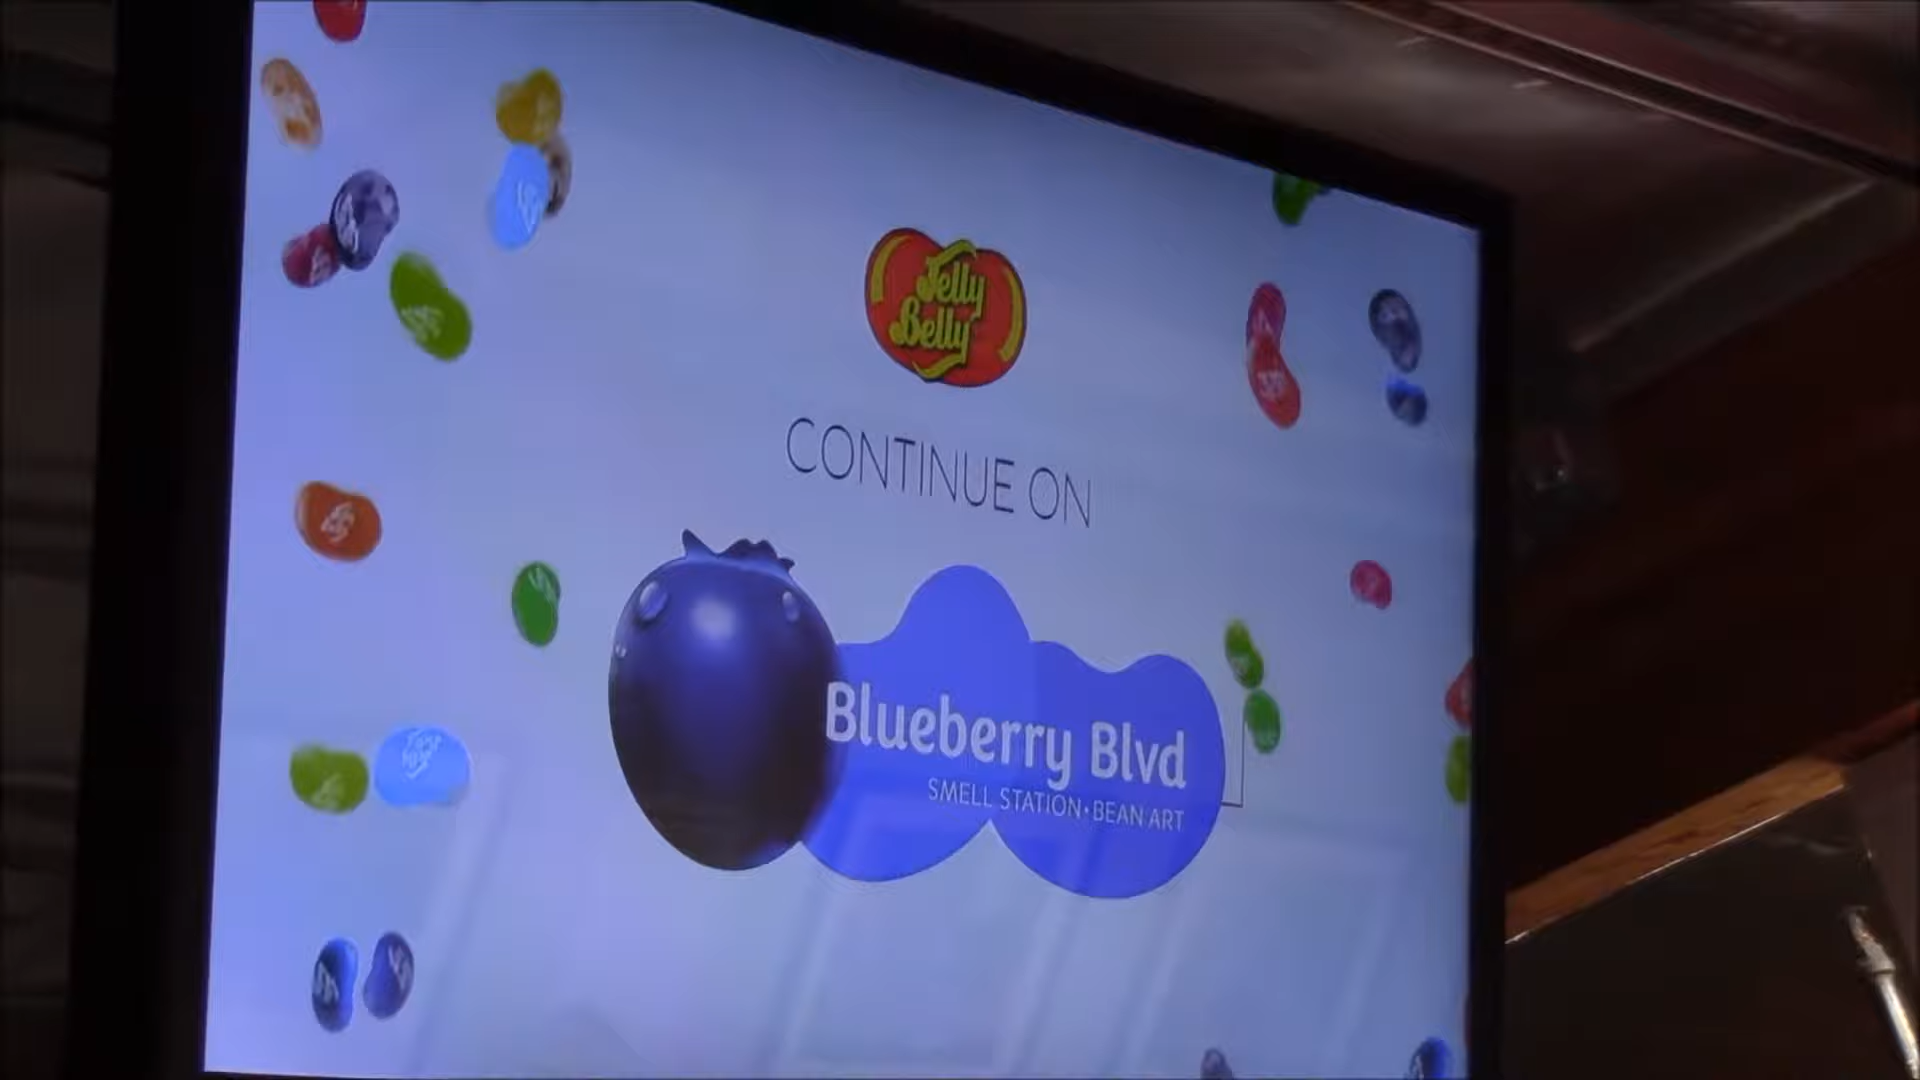 Jelly
Belly
CONTINUE ON
Blueberry Blvd
SMELL STATION•BEAN ART